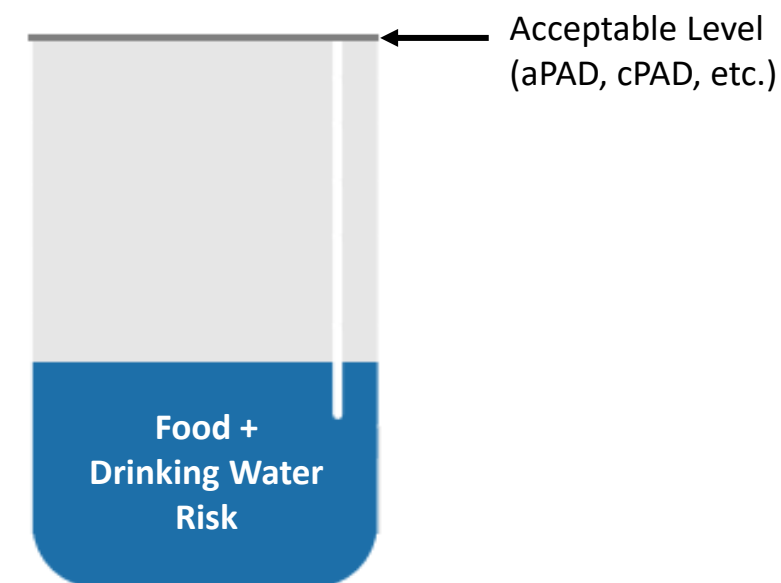 Acceptable Level
(aPAD, cPAD, etc.)
Food +
Drinking Water
Risk